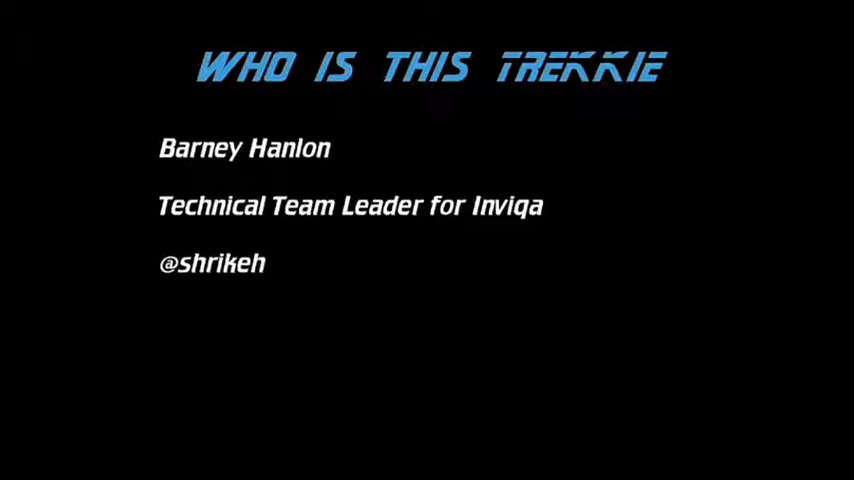 WHO IS THIS TREKKIE
Barney Hanlon
Technical Team Leader for Inviqa
@shrikeh